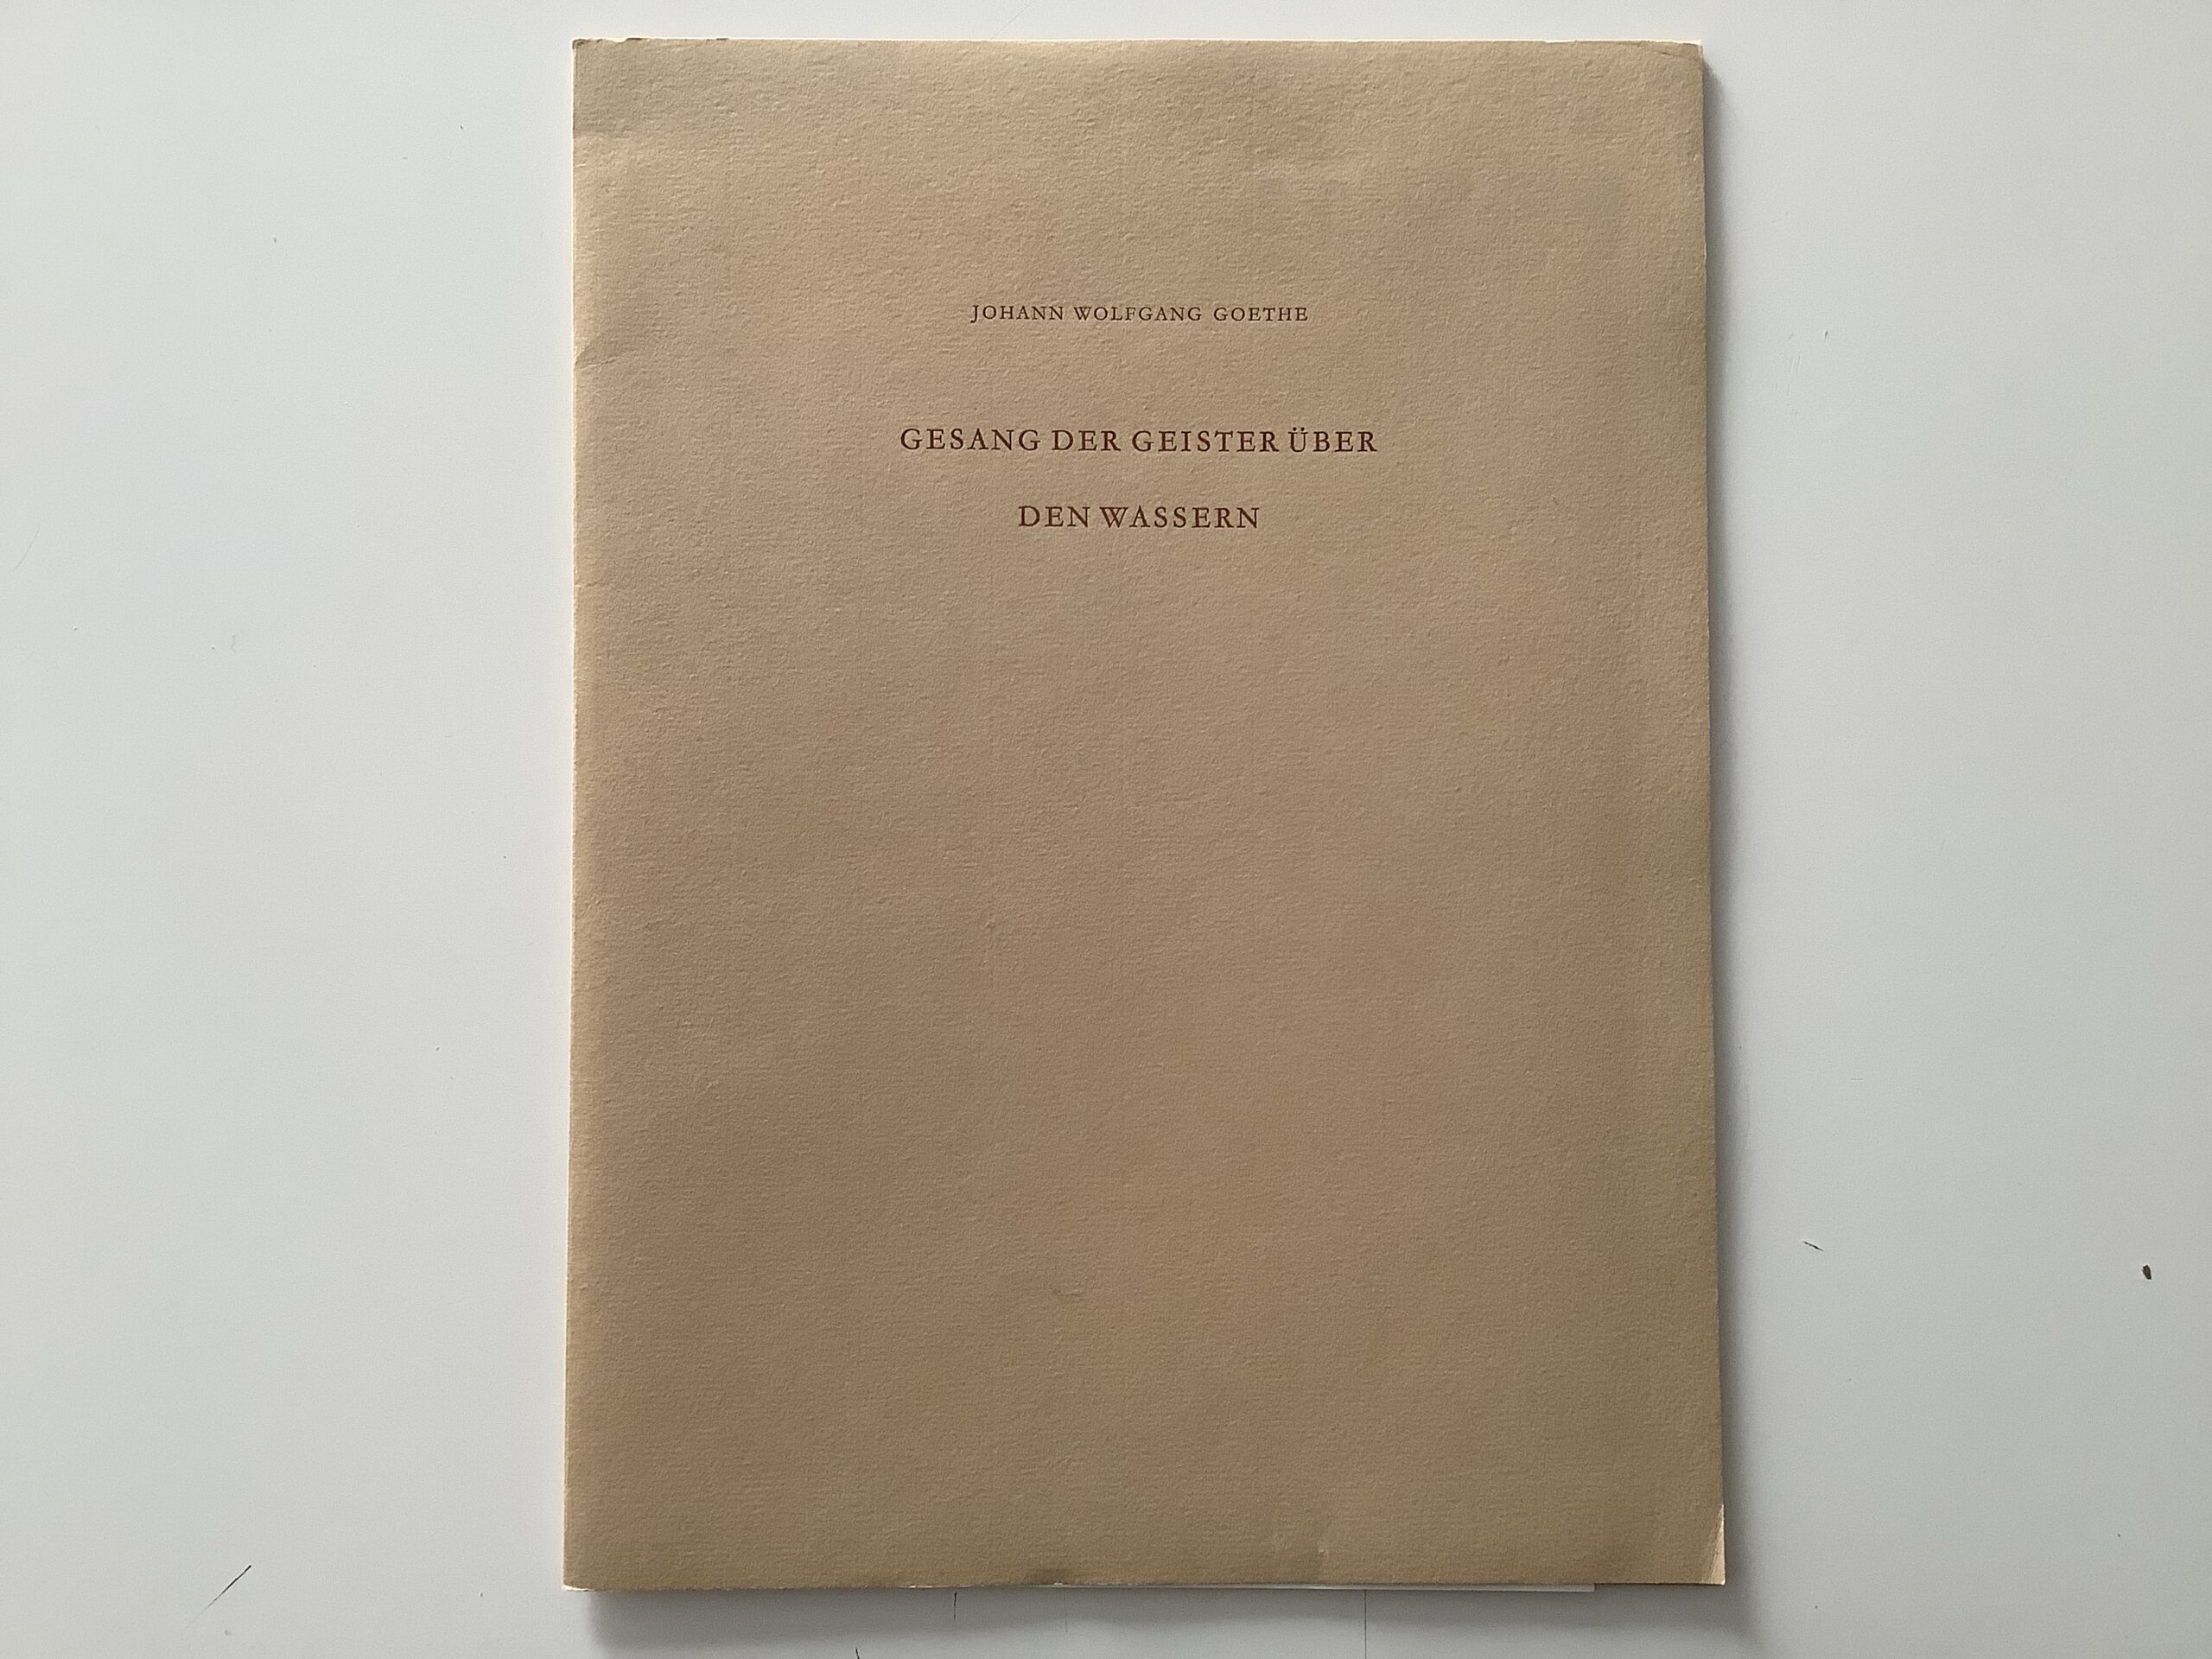 JOHANN WOLFGANG GOETHE
GESANG DER GEISTER ÜBER
DEN WASSERN